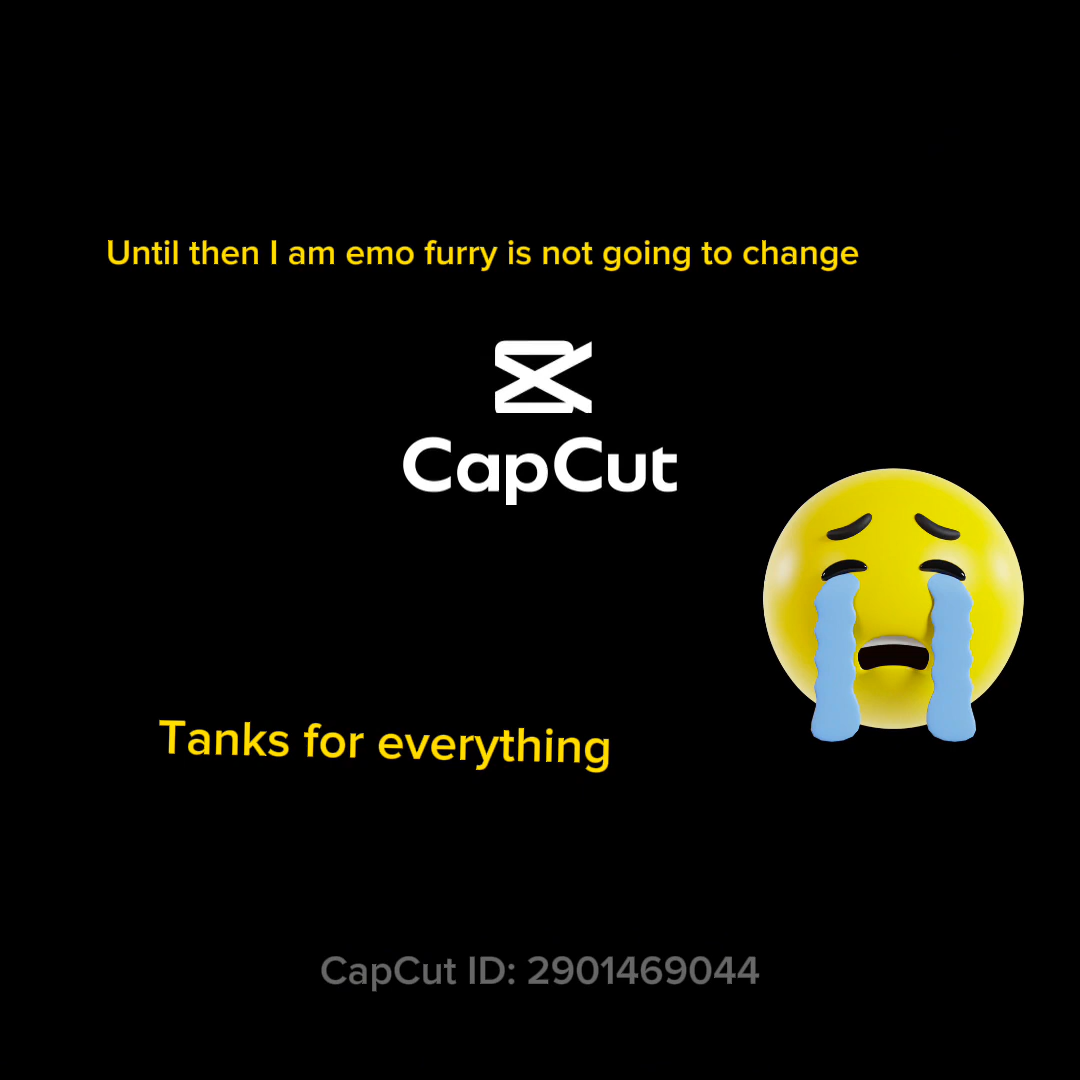 Until then I am emo furry is not going to change
CapCut
Tanks for everything
CapCut ID: 2901469044